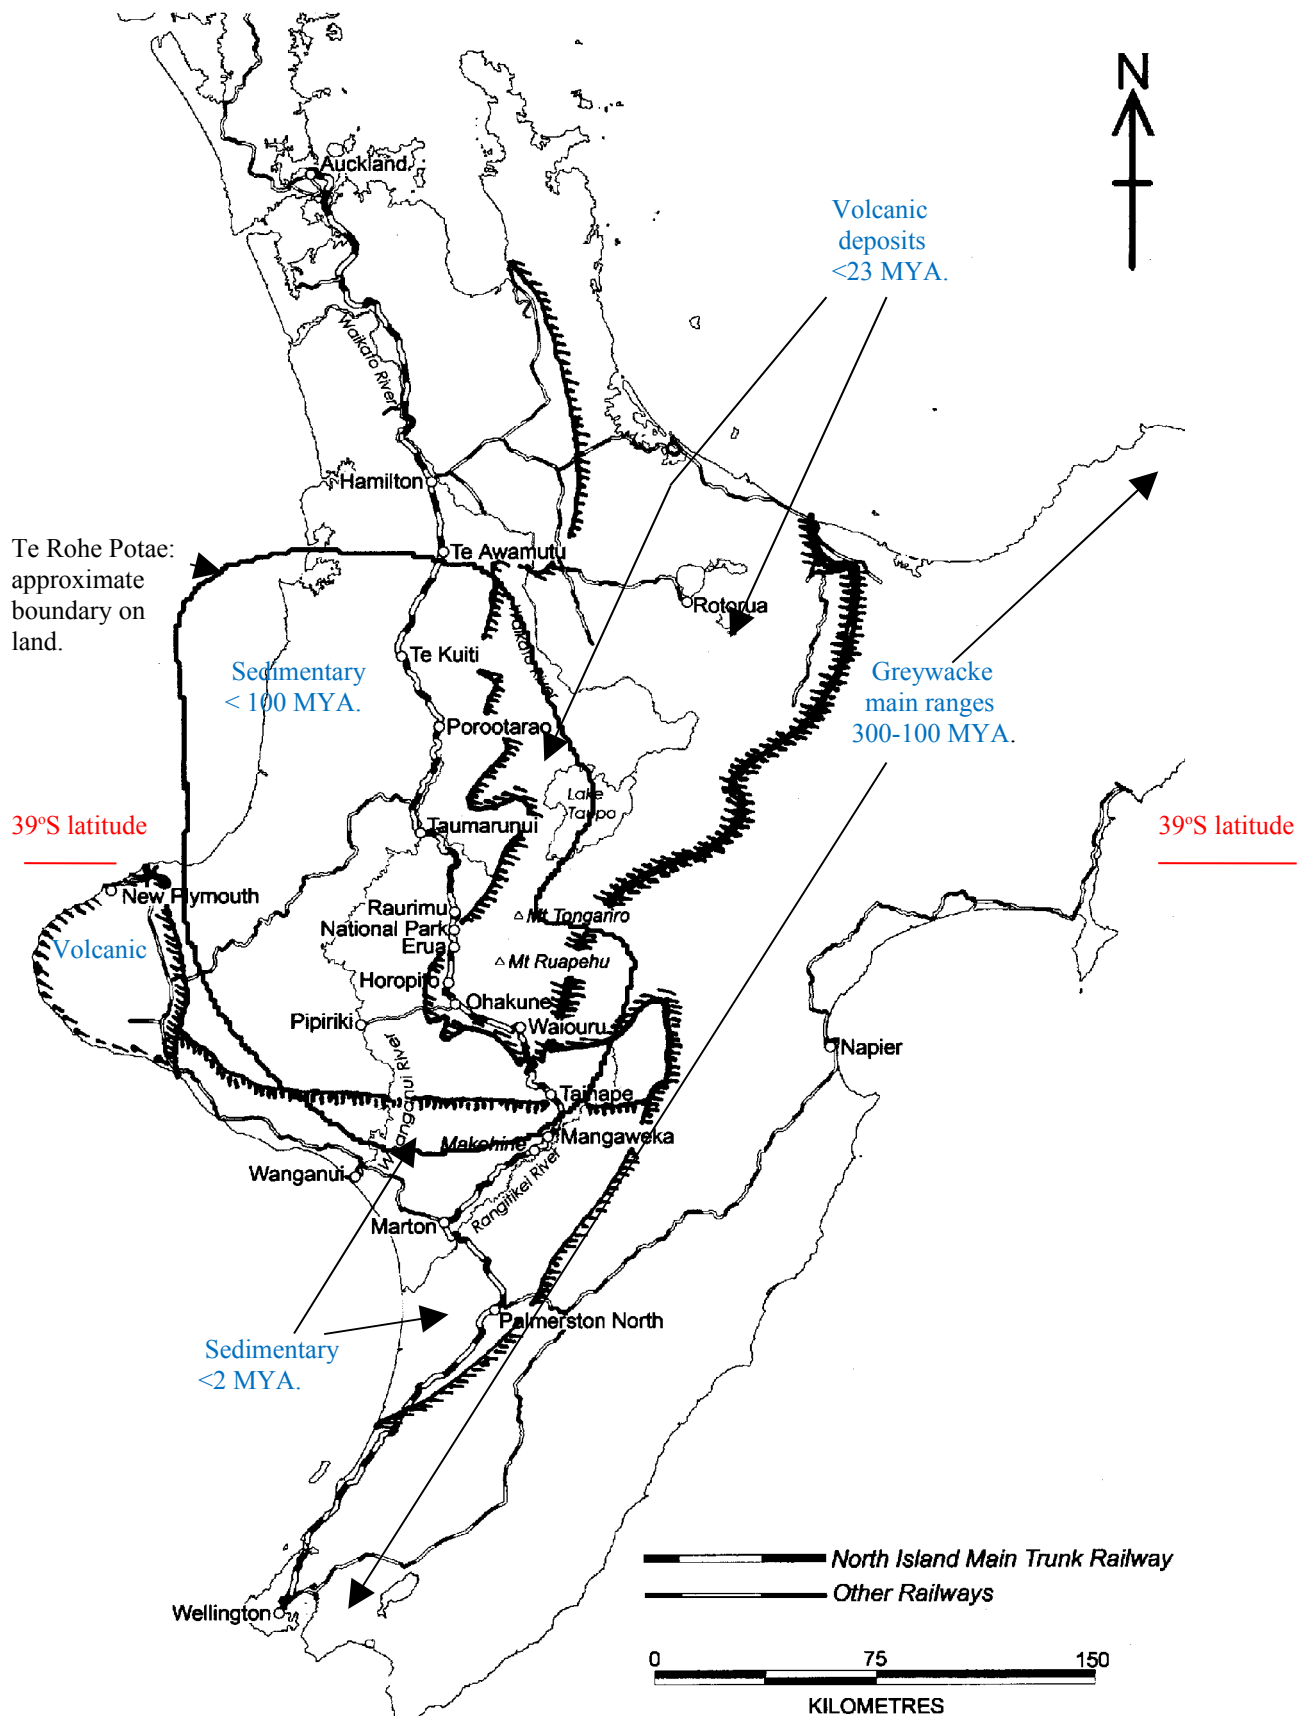 N
Auckland
Volcanic
deposits
<23 MYA.
Waikato River
Hamilton
Te Rohe Potae:
approximate
boundary on
land.
Te Awamutu
Rotorua
Waikato River
Te Kuiti
Sedimentary
< 100 MYA.
Greywacke
main ranges
300-100 MYA.
Porootarao
Lake
Taupo
39°S latitude
Taumarunui
39°S latitude
New Plymouth
Raurimu
Mt Tongariro
National Park
Erua
Volcanic
Mt Ruapehu
Horopito
Ohakune
Pipiriki
Waiouru
Napier
Wanganui River
Taihape
Makohine
Mangaweka
Wanganui
Rangitikei River
Marton
Palmerston North
Sedimentary
<2 MYA.
North Island Main Trunk Railway
Other Railways
Wellington
0 75 150
KILOMETRES